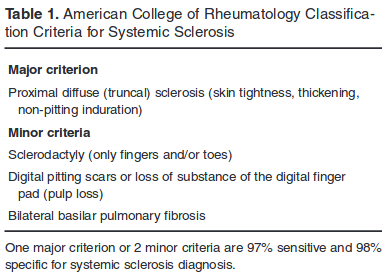 Table 1. American College of Rheumatology Classifica-
tion Criteria for Systemic Sclerosis
Major criterion
Proximal diffuse (truncal) sclerosis (skin tightness, thickening,
non-pitting induration)
Minor criteria
Sclerodactyly (only fingers and/or toes)
Digital pitting scars or loss of substance of the digital finger
pad (pulp loss)
Bilateral basilar pulmonary fibrosis
One major criterion or 2 minor criteria are 97% sensitive and 98%
specific for systemic sclerosis diagnosis.